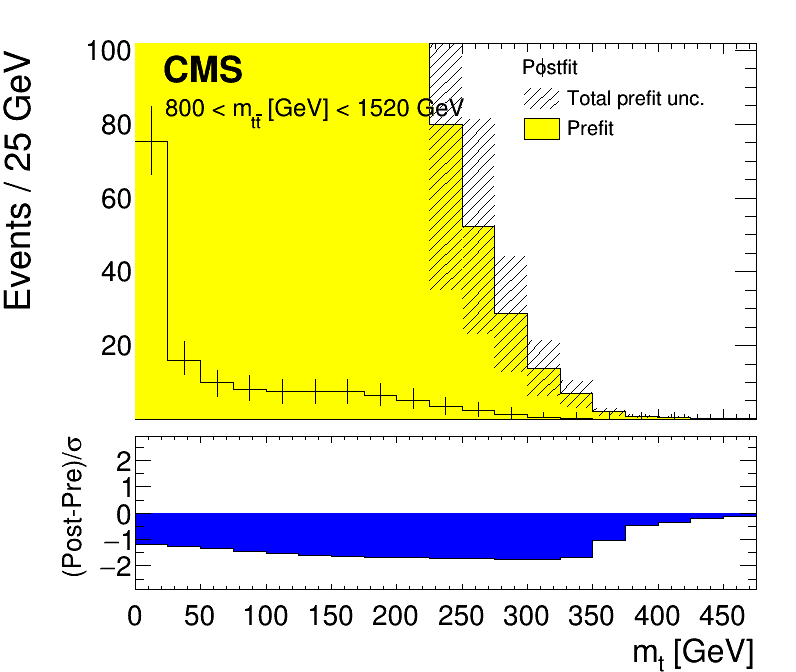 CMS
800 < m_tt̄ [GeV] < 1520 GeV
Postfit
Total prefit unc.
Prefit
Events / 25 GeV
100
80
60
40
20
(Post-Pre)/σ
2
1
0
−1
−2
0 50 100 150 200 250 300 350 400 450
m_t [GeV]